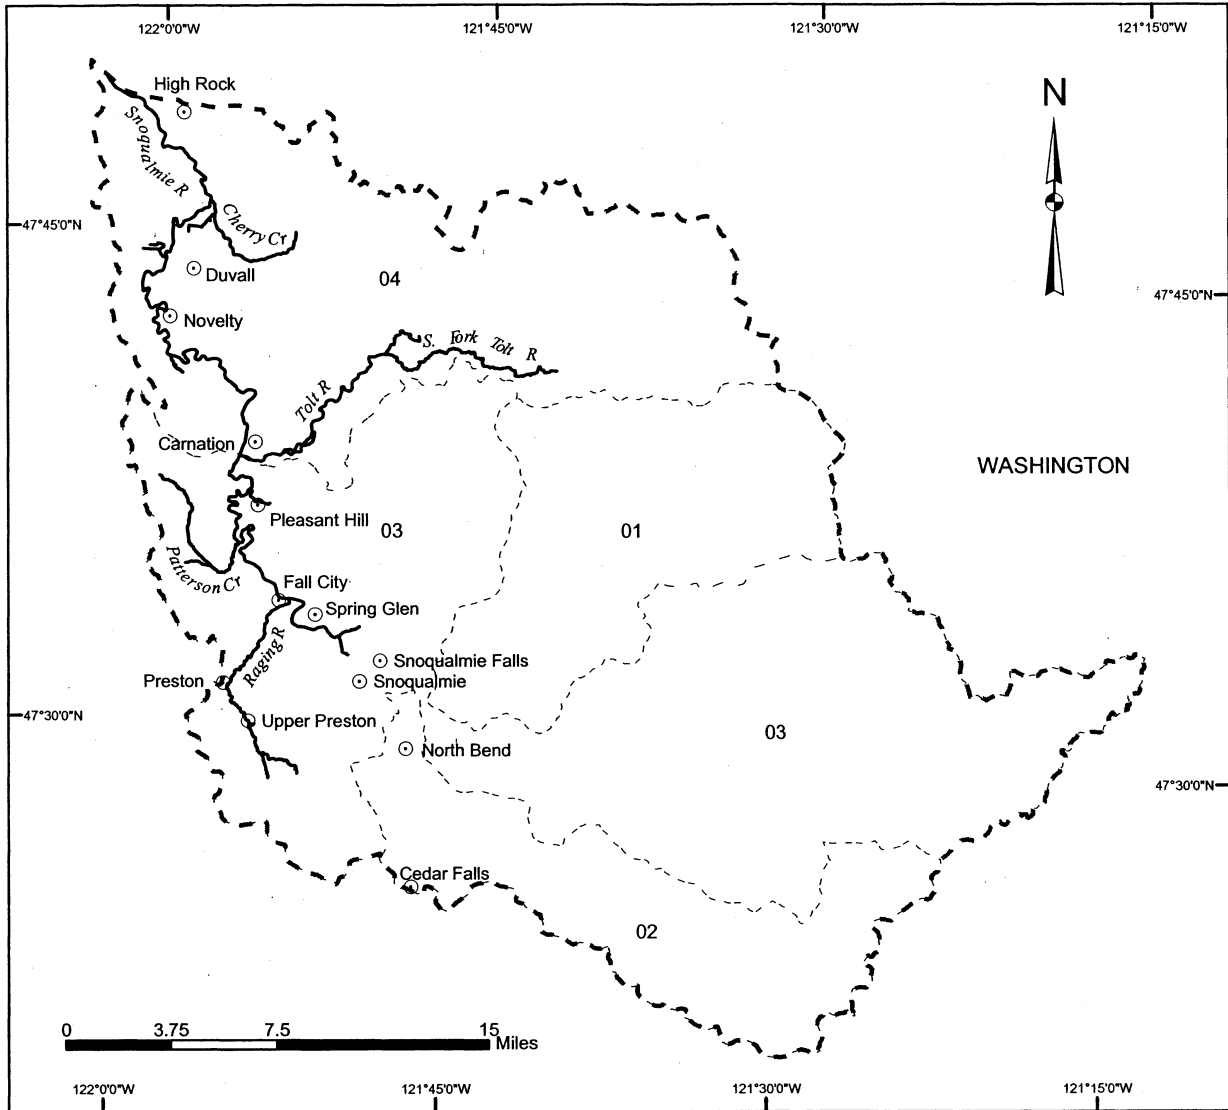 122°0'0"W
121°45'0"W
121°30'0"W
121°15'0"W
High Rock
N
Snoqualmie R
Cherry Cr
47°45'0"N
Duvall
04
47°45'0"N
Novelty
S. Fork Tolt R
Tolt R
Carnation
WASHINGTON
Pleasant Hill
03
01
Patterson Cr
Fall City
Spring Glen
Raging R
Snoqualmie Falls
Preston
Snoqualmie
47°30'0"N
Upper Preston
03
North Bend
47°30'0"N
Cedar Falls
02
0 3.75 7.5 15
Miles
122°0'0"W
121°45'0"W
121°30'0"W
121°15'0"W